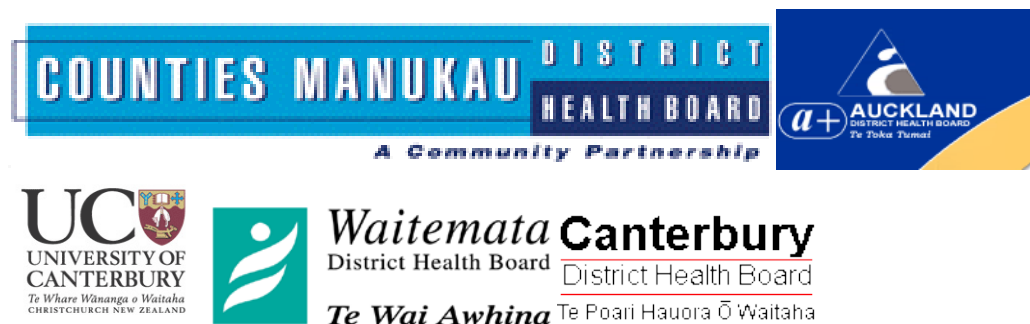 COUNTIES MANUKAU
DISTRICT
HEALTH BOARD
A Community Partnership
a+
AUCKLAND
DISTRICT HEALTH BOARD
Te Toka Tumai
UC
UNIVERSITY OF
CANTERBURY
Te Whare Wānanga o Waitaha
CHRISTCHURCH NEW ZEALAND
Waitemata
District Health Board
Te Wai Awhina
Canterbury
District Health Board
Te Poari Hauora Ō Waitaha